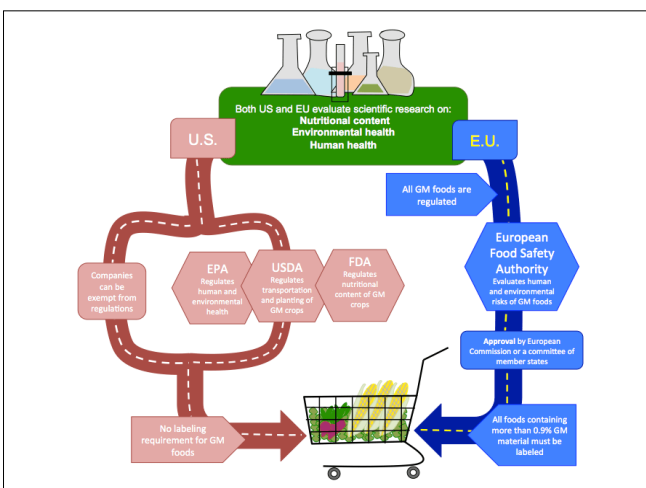 Both US and EU evaluate scientific research on:
Nutritional content
Environmental health
Human health
U.S.
E.U.
All GM foods are
regulated
Companies
can be
exempt from
regulations
EPA
Regulates
human and
environmental
health
USDA
Regulates
transportation
and planting of
GM crops
FDA
Regulates
nutritional
content of GM
crops
European
Food Safety
Authority
Evaluates human
and environmental
risks of GM foods
Approval by European
Commission or a committee of
member states
No labeling
requirement for GM
foods
All foods containing
more than 0.9% GM
material must be
labeled